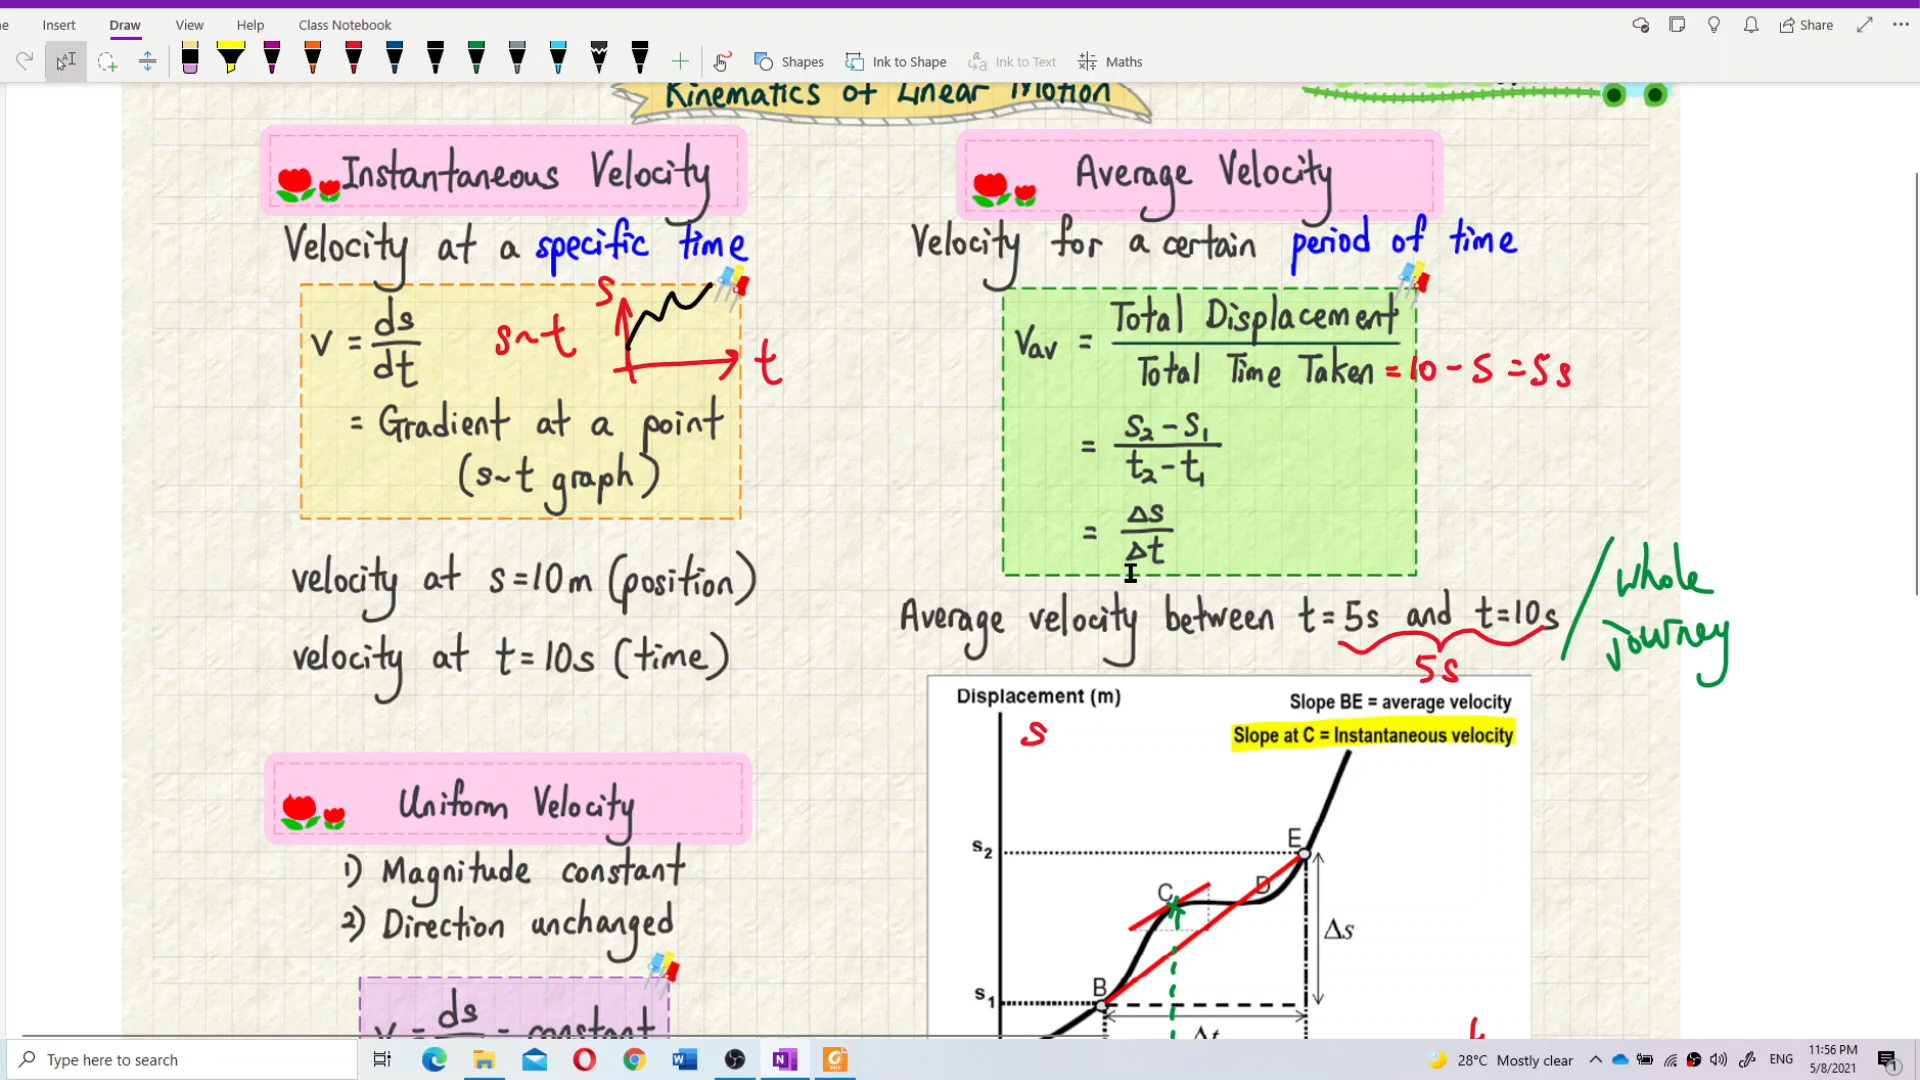 Insert Draw View Help Class Notebook
Share
Shapes Ink to Shape Ink to Text Maths
Kinematics of Linear Motion
Instantaneous Velocity
Velocity at a specific time
v = ds/dt
s~t
s
t
= Gradient at a point
(s~t graph)
velocity at s=10m (position)
velocity at t=10s (time)
Uniform Velocity
1) Magnitude constant
2) Direction unchanged
v = ds = constant
Average Velocity
Velocity for a certain period of time
Vav = Total Displacement
Total Time Taken = 10 - 5 = 5s
= S2 - S1
t2 - t1
= Δs
Δt
Average velocity between t=5s and t=10s / whole journey
5s
Displacement (m)
Slope BE = average velocity
s
Slope at C = Instantaneous velocity
E
s2
C
D
Δs
B
s1
Δt
t
Type here to search
28°C Mostly clear
ENG
11:56 PM
5/8/2021
1